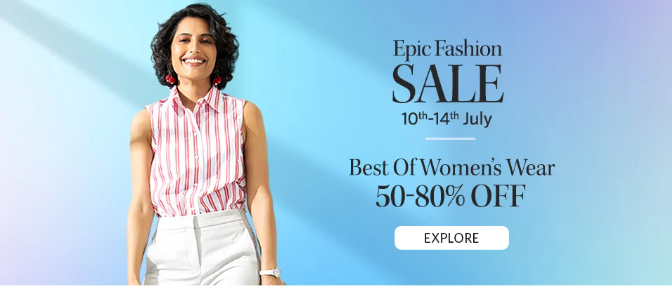 Epic Fashion
SALE
10th-14th July
Best Of Women's Wear
50-80% OFF
EXPLORE